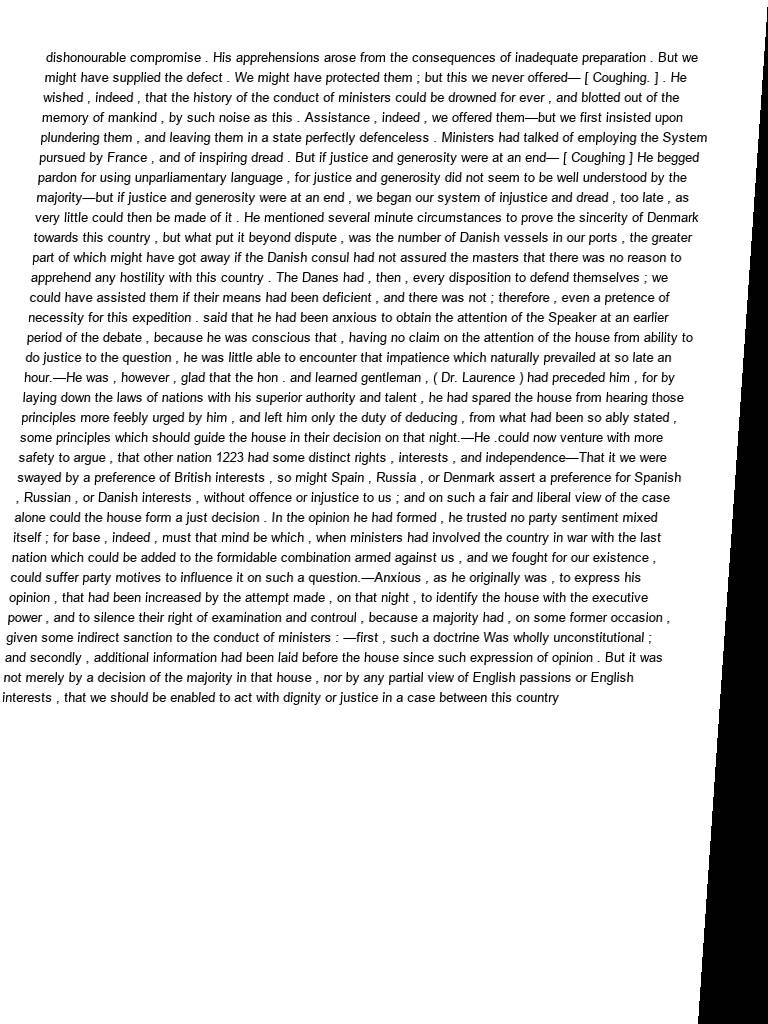 dishonourable compromise . His apprehensions arose from the consequences of inadequate preparation . But we
might have supplied the defect . We might have protected them ; but this we never offered— [ Coughing. ] . He
wished , indeed , that the history of the conduct of ministers could be drowned for ever , and blotted out of the
memory of mankind , by such noise as this . Assistance , indeed , we offered them—but we first insisted upon
plundering them , and leaving them in a state perfectly defenceless . Ministers had talked of employing the System
pursued by France , and of inspiring dread . But if justice and generosity were at an end— [ Coughing ] He begged
pardon for using unparliamentary language , for justice and generosity did not seem to be well understood by the
majority—but if justice and generosity were at an end , we began our system of injustice and dread , too late , as
very little could then be made of it . He mentioned several minute circumstances to prove the sincerity of Denmark
towards this country , but what put it beyond dispute , was the number of Danish vessels in our ports , the greater
part of which might have got away if the Danish consul had not assured the masters that there was no reason to
apprehend any hostility with this country . The Danes had , then , every disposition to defend themselves ; we
could have assisted them if their means had been deficient , and there was not ; therefore , even a pretence of
necessity for this expedition . said that he had been anxious to obtain the attention of the Speaker at an earlier
period of the debate , because he was conscious that , having no claim on the attention of the house from ability to
do justice to the question , he was little able to encounter that impatience which naturally prevailed at so late an
hour.—He was , however , glad that the hon . and learned gentleman , ( Dr. Laurence ) had preceded him , for by
laying down the laws of nations with his superior authority and talent , he had spared the house from hearing those
principles more feebly urged by him , and left him only the duty of deducing , from what had been so ably stated ,
some principles which should guide the house in their decision on that night.—He .could now venture with more
safety to argue , that other nation 1223 had some distinct rights , interests , and independence—That it we were
swayed by a preference of British interests , so might Spain , Russia , or Denmark assert a preference for Spanish
, Russian , or Danish interests , without offence or injustice to us ; and on such a fair and liberal view of the case
alone could the house form a just decision . In the opinion he had formed , he trusted no party sentiment mixed
itself ; for base , indeed , must that mind be which , when ministers had involved the country in war with the last
nation which could be added to the formidable combination armed against us , and we fought for our existence ,
could suffer party motives to influence it on such a question.—Anxious , as he originally was , to express his
opinion , that had been increased by the attempt made , on that night , to identify the house with the executive
power , and to silence their right of examination and controul , because a majority had , on some former occasion ,
given some indirect sanction to the conduct of ministers : —first , such a doctrine Was wholly unconstitutional ;
and secondly , additional information had been laid before the house since such expression of opinion . But it was
not merely by a decision of the majority in that house , nor by any partial view of English passions or English
interests , that we should be enabled to act with dignity or justice in a case between this country